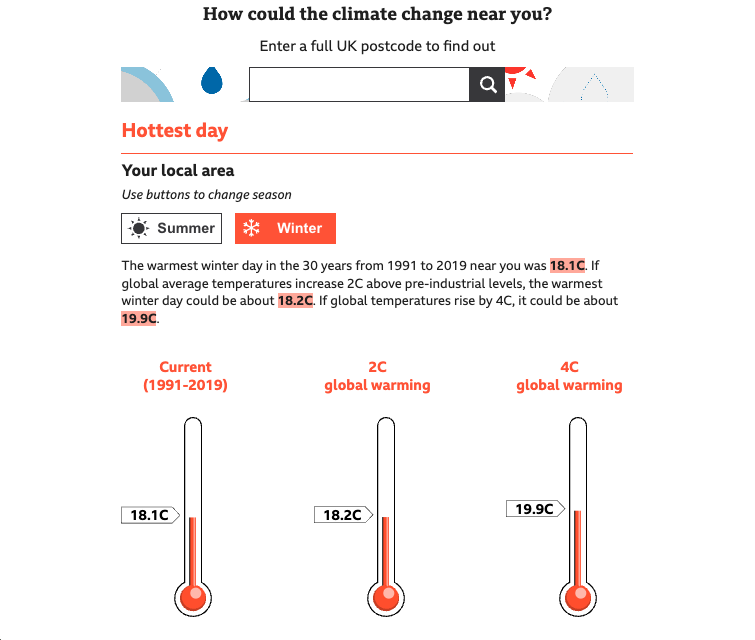 How could the climate change near you?
Enter a full UK postcode to find out
Hottest day
Your local area
Use buttons to change season
Summer
Winter
The warmest winter day in the 30 years from 1991 to 2019 near you was 18.1C. If
global average temperatures increase 2C above pre-industrial levels, the warmest
winter day could be about 18.2C. If global temperatures rise by 4C, it could be about
19.9C.
Current
(1991-2019)
2C
global warming
4C
global warming
18.1C
18.2C
19.9C